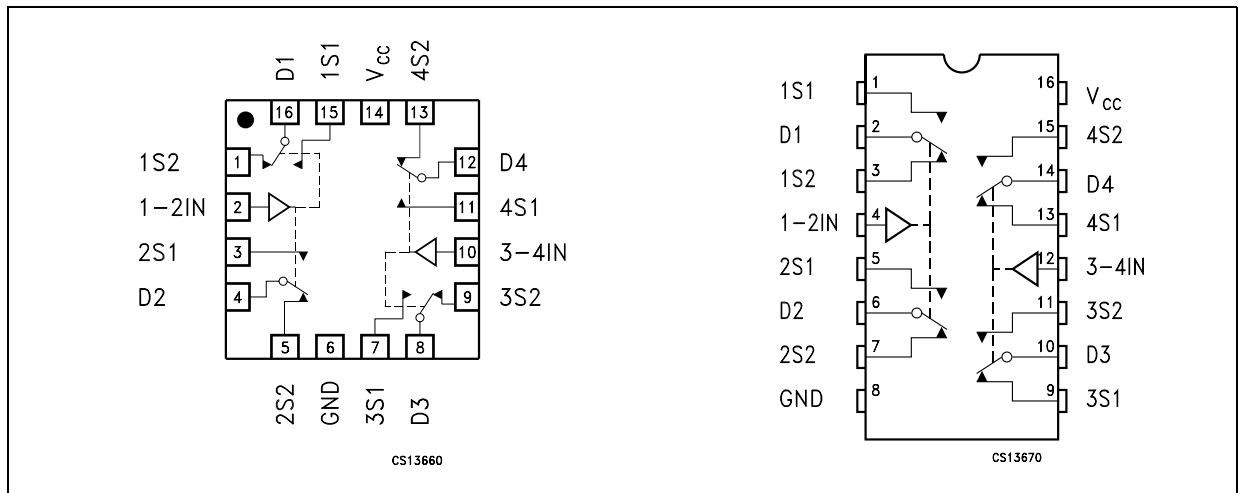 D1
1S1
VCC
4S2
16
15
14
13
1S2
1
12
D4
1-2IN
2
11
4S1
2S1
3
10
3-4IN
D2
4
9
3S2
5
6
7
8
2S2
GND
3S1
D3
CS13660
1S1
1
16
VCC
D1
2
15
4S2
1S2
3
14
D4
1-2IN
4
13
4S1
2S1
5
12
3-4IN
D2
6
11
3S2
2S2
7
10
D3
GND
8
9
3S1
CS13670